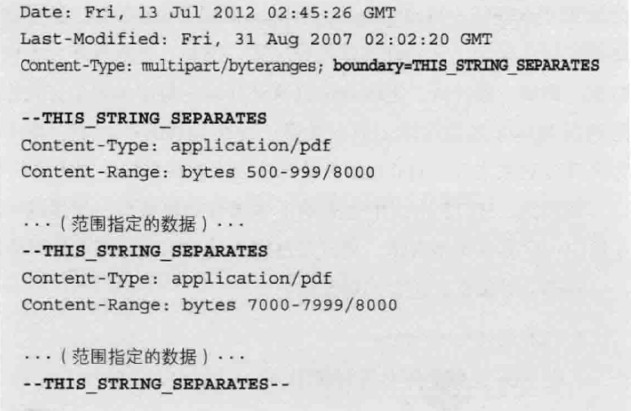 Date: Fri, 13 Jul 2012 02:45:26 GMT
Last-Modified: Fri, 31 Aug 2007 02:02:20 GMT
Content-Type: multipart/byteranges; boundary=THIS_STRING_SEPARATES
--THIS_STRING_SEPARATES
Content-Type: application/pdf
Content-Range: bytes 500-999/8000
···（范围指定的数据）···
--THIS_STRING_SEPARATES
Content-Type: application/pdf
Content-Range: bytes 7000-7999/8000
···（范围指定的数据）···
--THIS_STRING_SEPARATES--